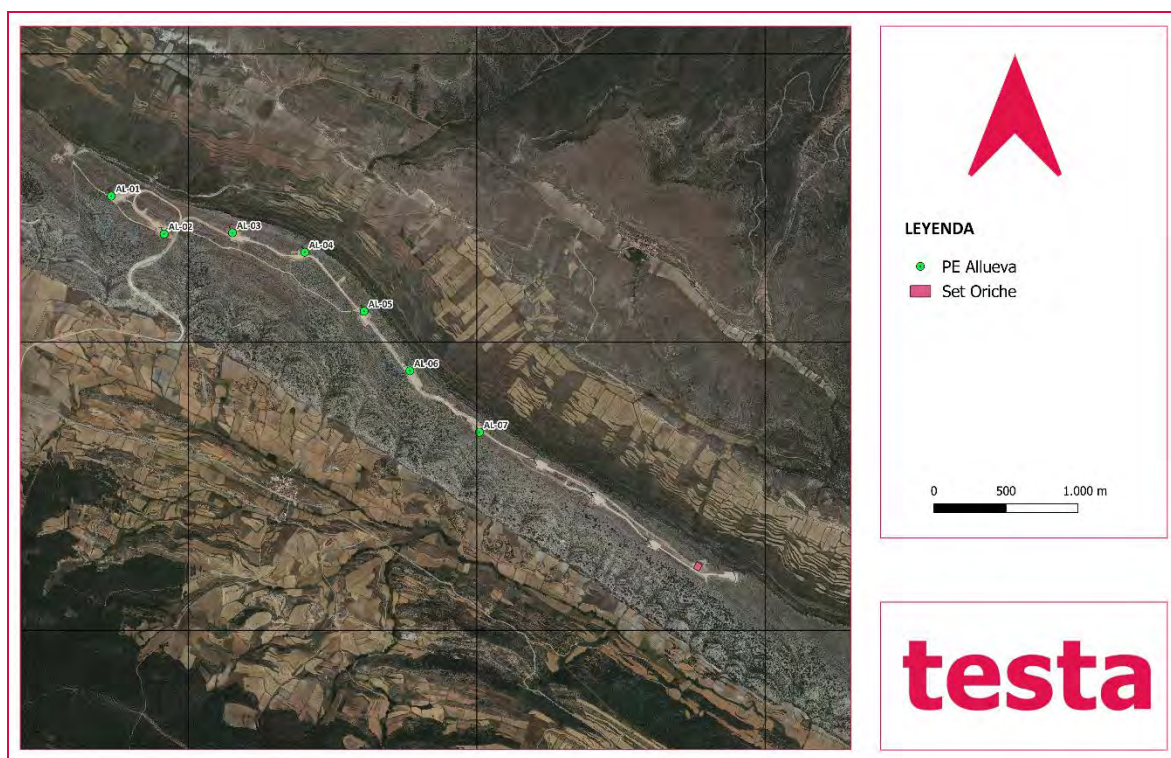 AL-01
AL-02
AL-03
AL-04
AL-05
AL-06
AL-07
LEYENDA
PE Allueva
Set Oriche
0 500 1.000 m
testa